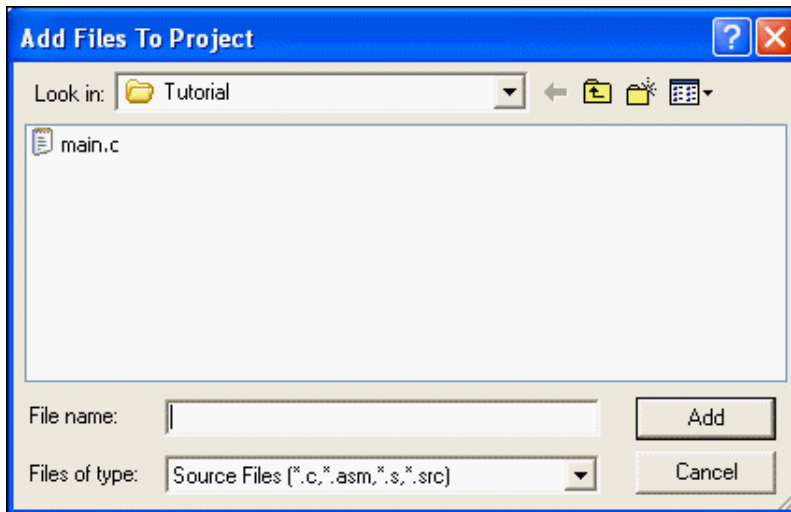 Add Files To Project
Look in: Tutorial
main.c
File name: Add
Files of type: Source Files (*.c,*.asm,*.s,*.src) Cancel